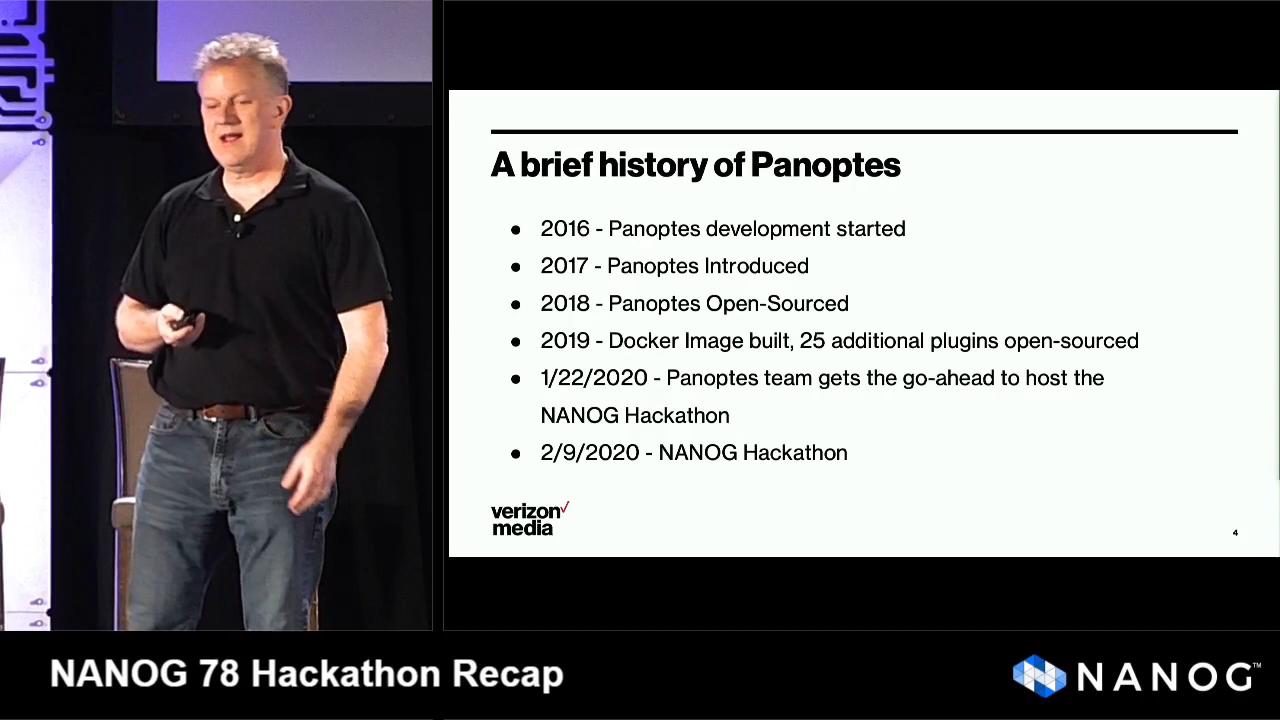 A brief history of Panoptes
● 2016 - Panoptes development started
● 2017 - Panoptes Introduced
● 2018 - Panoptes Open-Sourced
● 2019 - Docker Image built, 25 additional plugins open-sourced
● 1/22/2020 - Panoptes team gets the go-ahead to host the
NANOG Hackathon
● 2/9/2020 - NANOG Hackathon
verizon✓
media
4
NANOG 78 Hackathon Recap
NANOG™